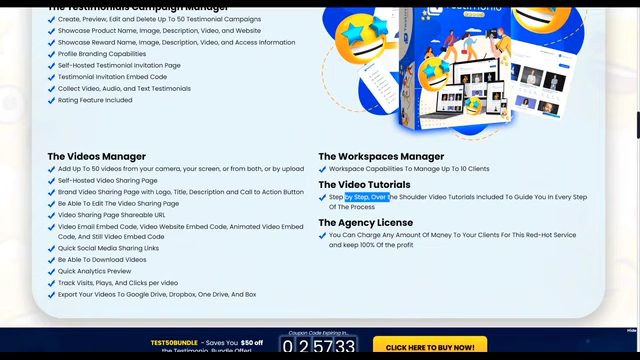 The Testimonials Campaign Manager
Create, Preview, Edit and Delete Up To 50 Testimonial Campaigns
Showcase Product Name, Image, Description, Video, and Website
Showcase Reward Name, Image, Description, Video, and Access Information
Profile Branding Capabilities
Self-Hosted Testimonial Invitation Page
Testimonial Invitation Embed Code
Collect Video, Audio, and Text Testimonials
Rating Feature Included
The Videos Manager
Add Up To 50 videos from your camera, your screen, or from both, or by upload
Self-Hosted Video Sharing Page
Brand Video Sharing Page with Logo, Title, Description and Call to Action Button
Be Able To Edit The Video Sharing Page
Video Sharing Page Shareable URL
Video Email Embed Code, Video Website Embed Code, Animated Video Embed
Code, And Still Video Embed Code
Quick Social Media Sharing Links
Be Able To Download Videos
Quick Analytics Preview
Track Visits, Plays, And Clicks per video
Export Your Videos To Google Drive, Dropbox, One Drive, And Box
The Workspaces Manager
Workspace Capabilities To Manage Up To 10 Clients
The Video Tutorials
Step by Step, Over the Shoulder Video Tutorials Included To Guide You In Every Step
Of The Process
The Agency License
You Can Charge Any Amount Of Money To Your Clients For This Red-Hot Service
and keep 100% Of the profit
Hide
Coupon Code Expiring In...
TEST50BUNDLE - Saves You $50 off
the Testimonio Bundle Offer!
02 57 33
CLICK HERE TO BUY NOW!